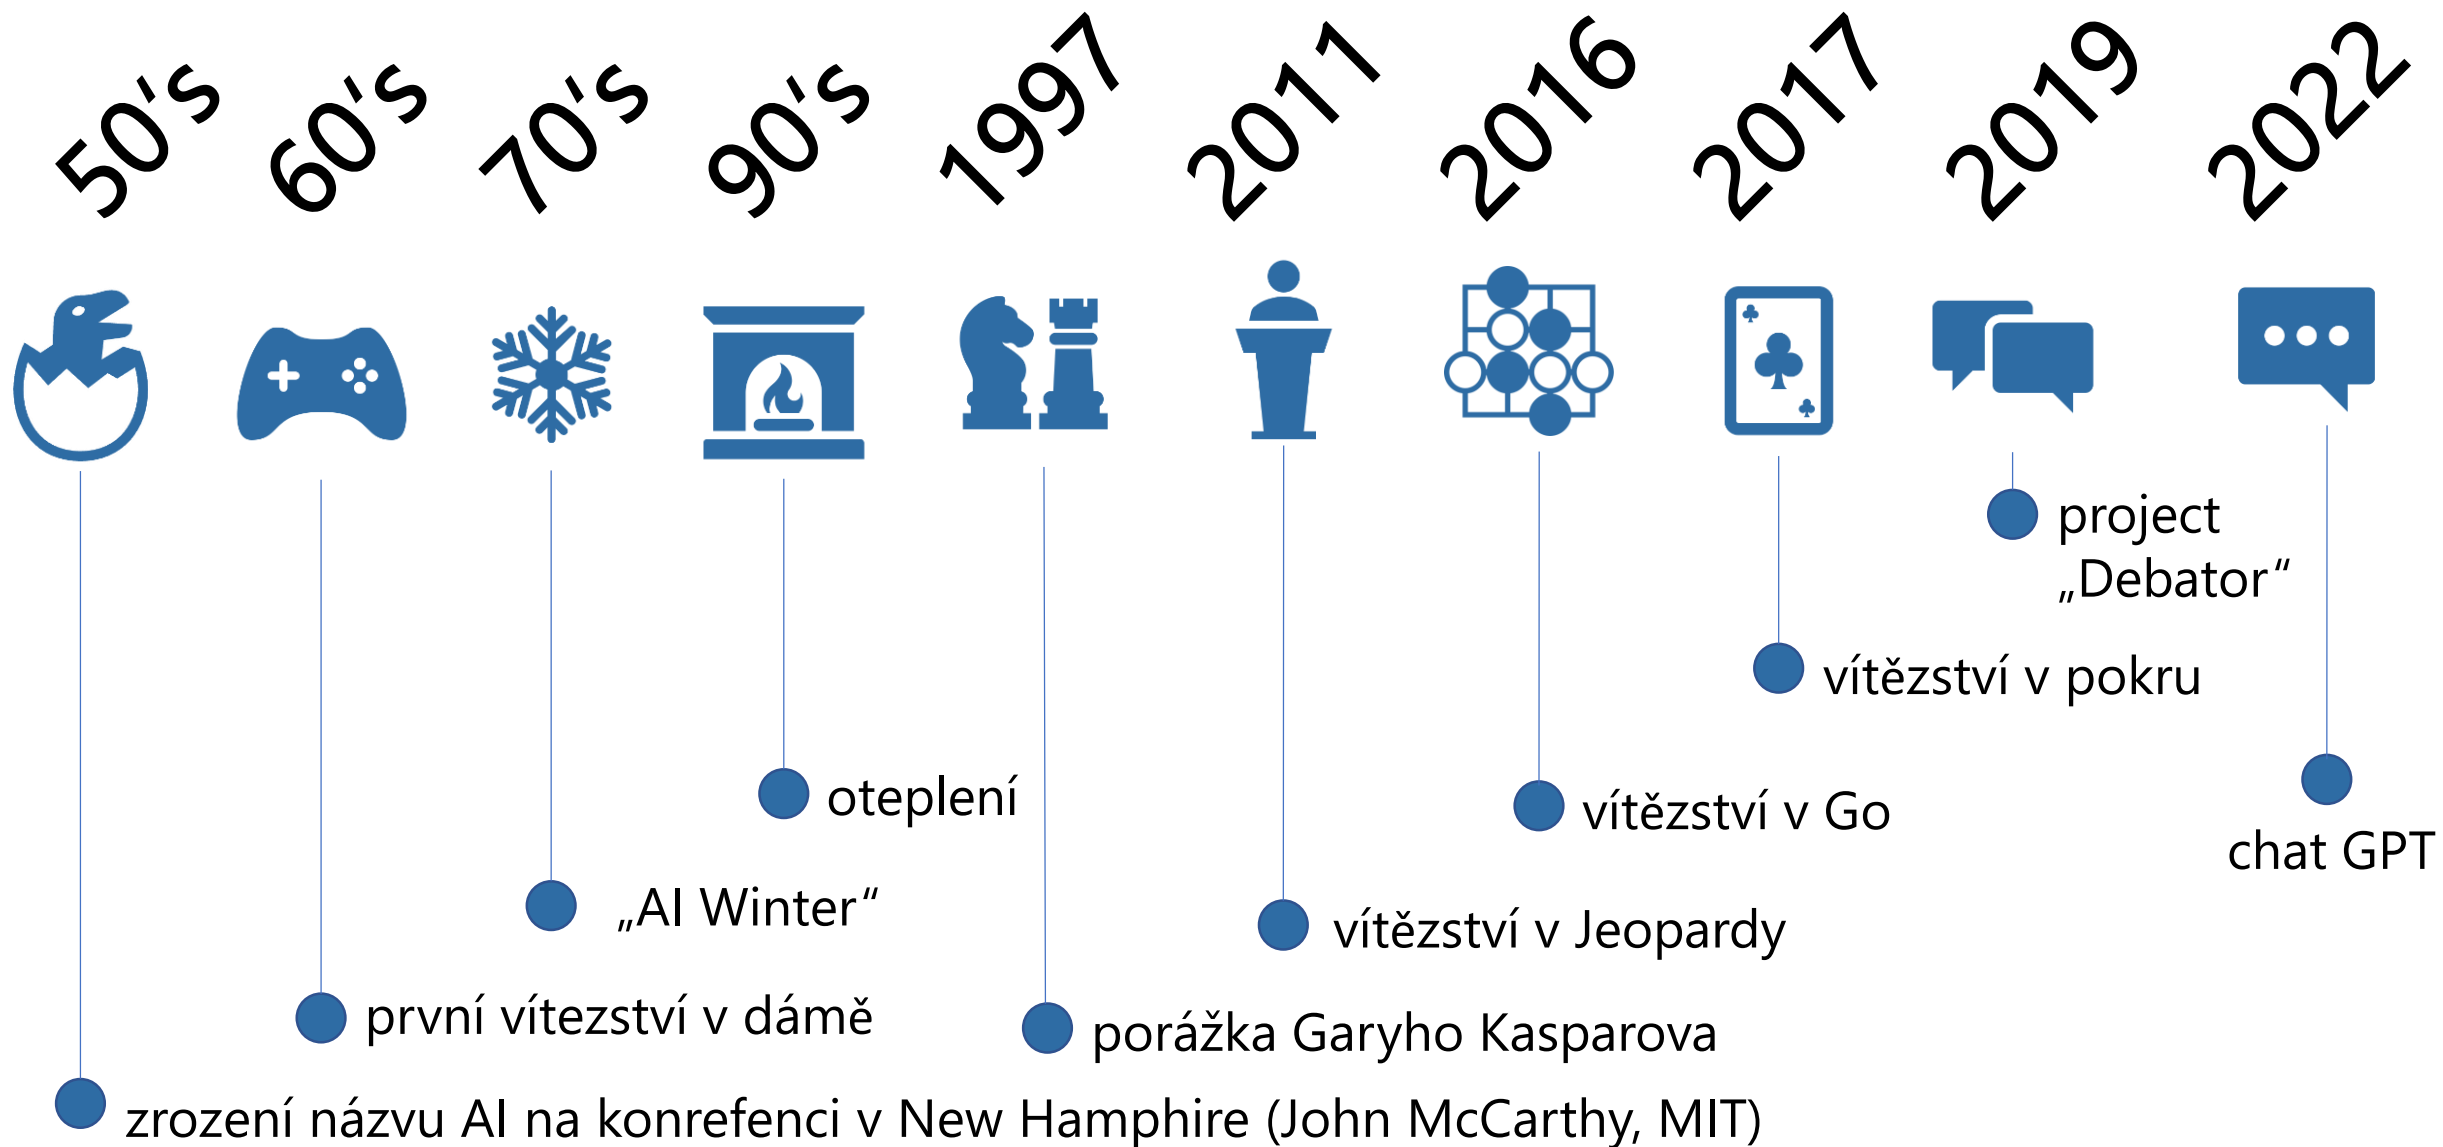 50's
60's
70's
90's
1997
2011
2016
2017
2019
2022
project
„Debator“
vítězství v pokru
oteplení
vítězství v Go
chat GPT
„AI Winter“
vítězství v Jeopardy
první vítezství v dámě
porážka Garyho Kasparova
zrození názvu AI na konrefenci v New Hamphire (John McCarthy, MIT)